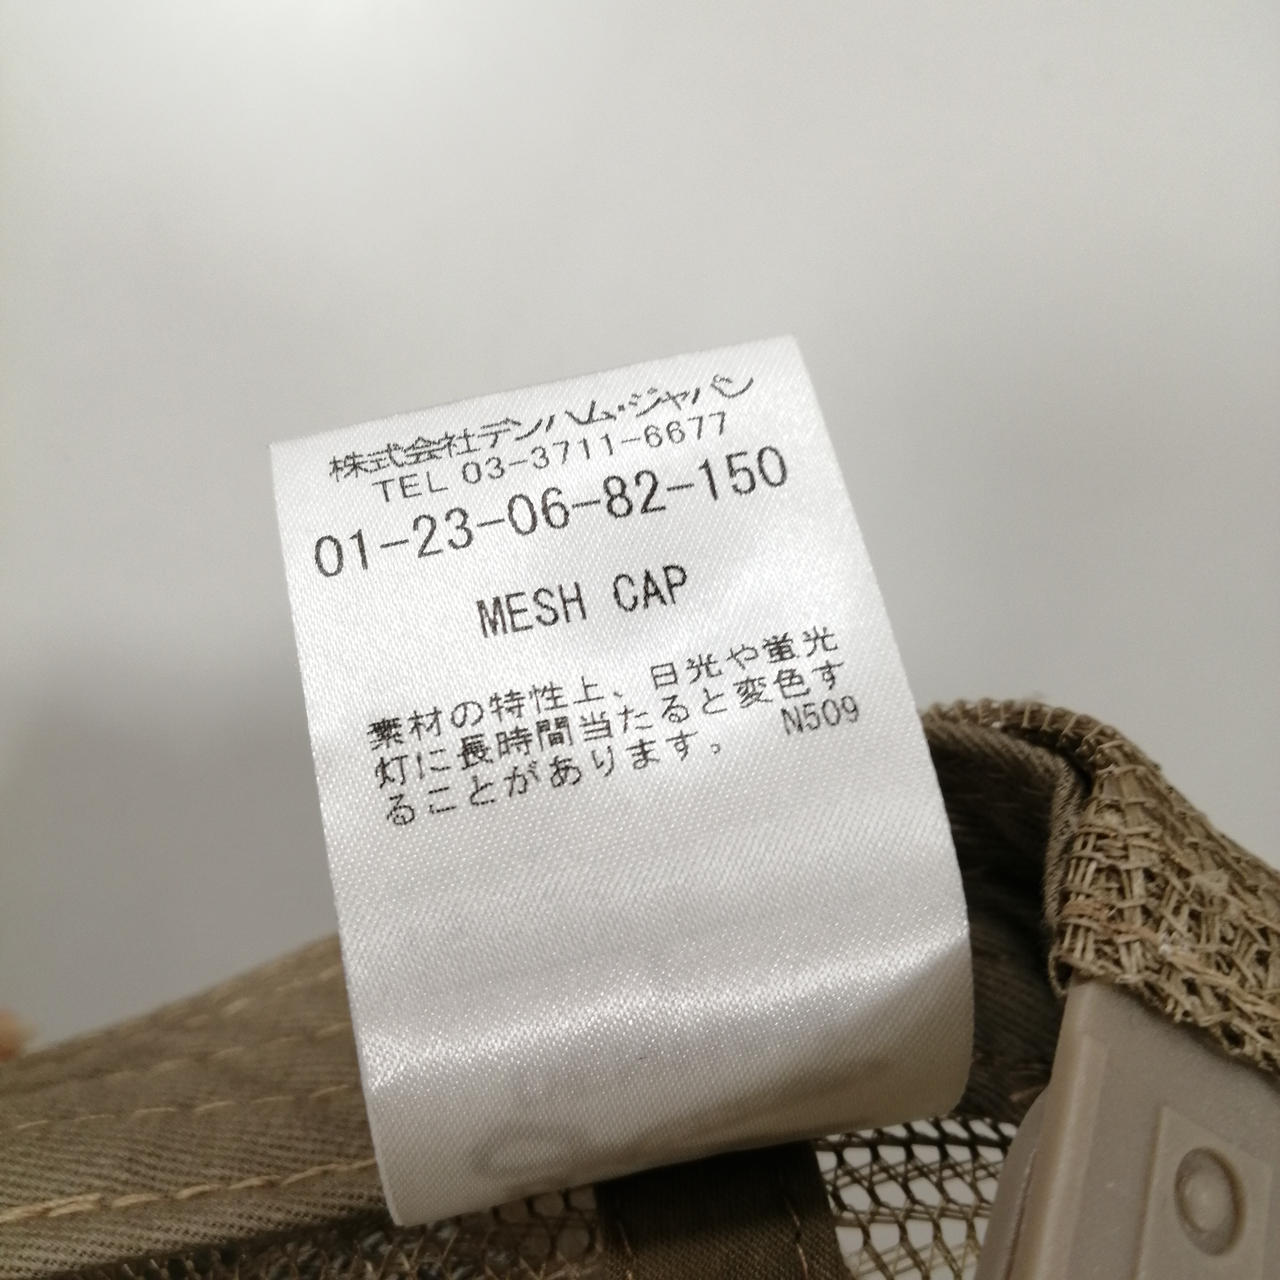 株式会社デンハム・ジャパン
TEL 03-3711-6677
01-23-06-82-150
MESH CAP
素材の特性上、日光や蛍光
灯に長時間当たると変色す
ることがあります。 N509